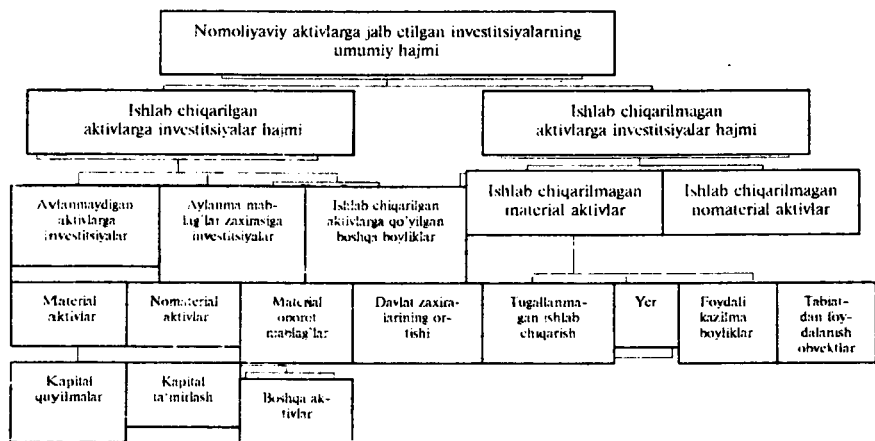 Nomoliyaviy aktivlarga jalb etilgan investitsiyalarning
umumiy hajmi
Ishlab chiqarilgan
aktivlarga investitsiyalar hajmi
Ishlab chiqarilmagan
aktivlarga investitsiyalar hajmi
Aylanmaydigan
aktivlarga
investitsiyalar
Aylanma mab-
lag'lar zaxirasiga
investitsiyalar
Ishlab chiqarilgan
aktivlarga qo'yilgan
boshqa boyliklar
Ishlab chiqarilmagan
material aktivlar
Ishlab chiqarilmagan
nomaterial aktivlar
Material
aktivlar
Nomaterial
aktivlar
Material
oborot
mablag'lar
Davlat zaxira-
larining or-
tishi
Tugallanma-
gan ishlab
chiqarish
Yer
Foydali
kazilma
boyliklar
Tabiat-
dan foy-
dalanish
obyektlar
Kapital
quyilmalar
Kapital
ta'mirlash
Boshqa ak-
tivlar